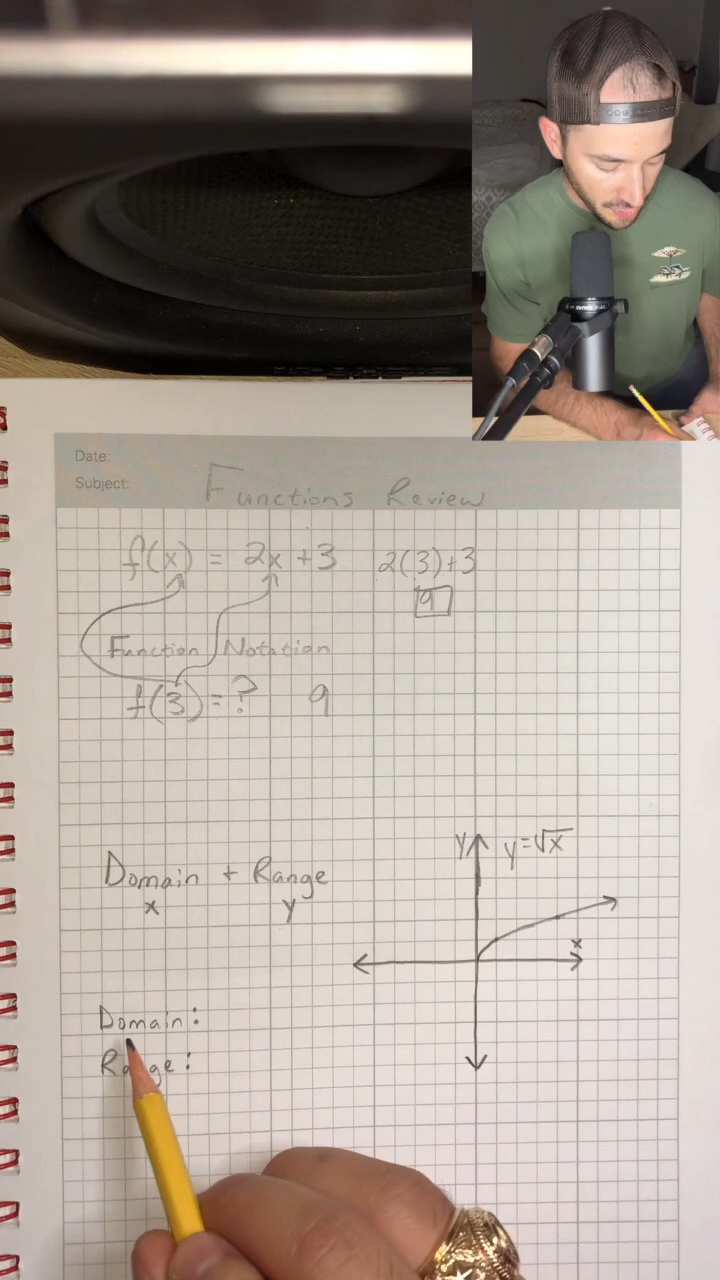 Date:
Subject:
Functions Review
f(x) = 2x + 3
2(3)+3
9
Function Notation
f(3) = ?
9
Domain + Range
x y
y
y=√x
x
Domain:
Range: